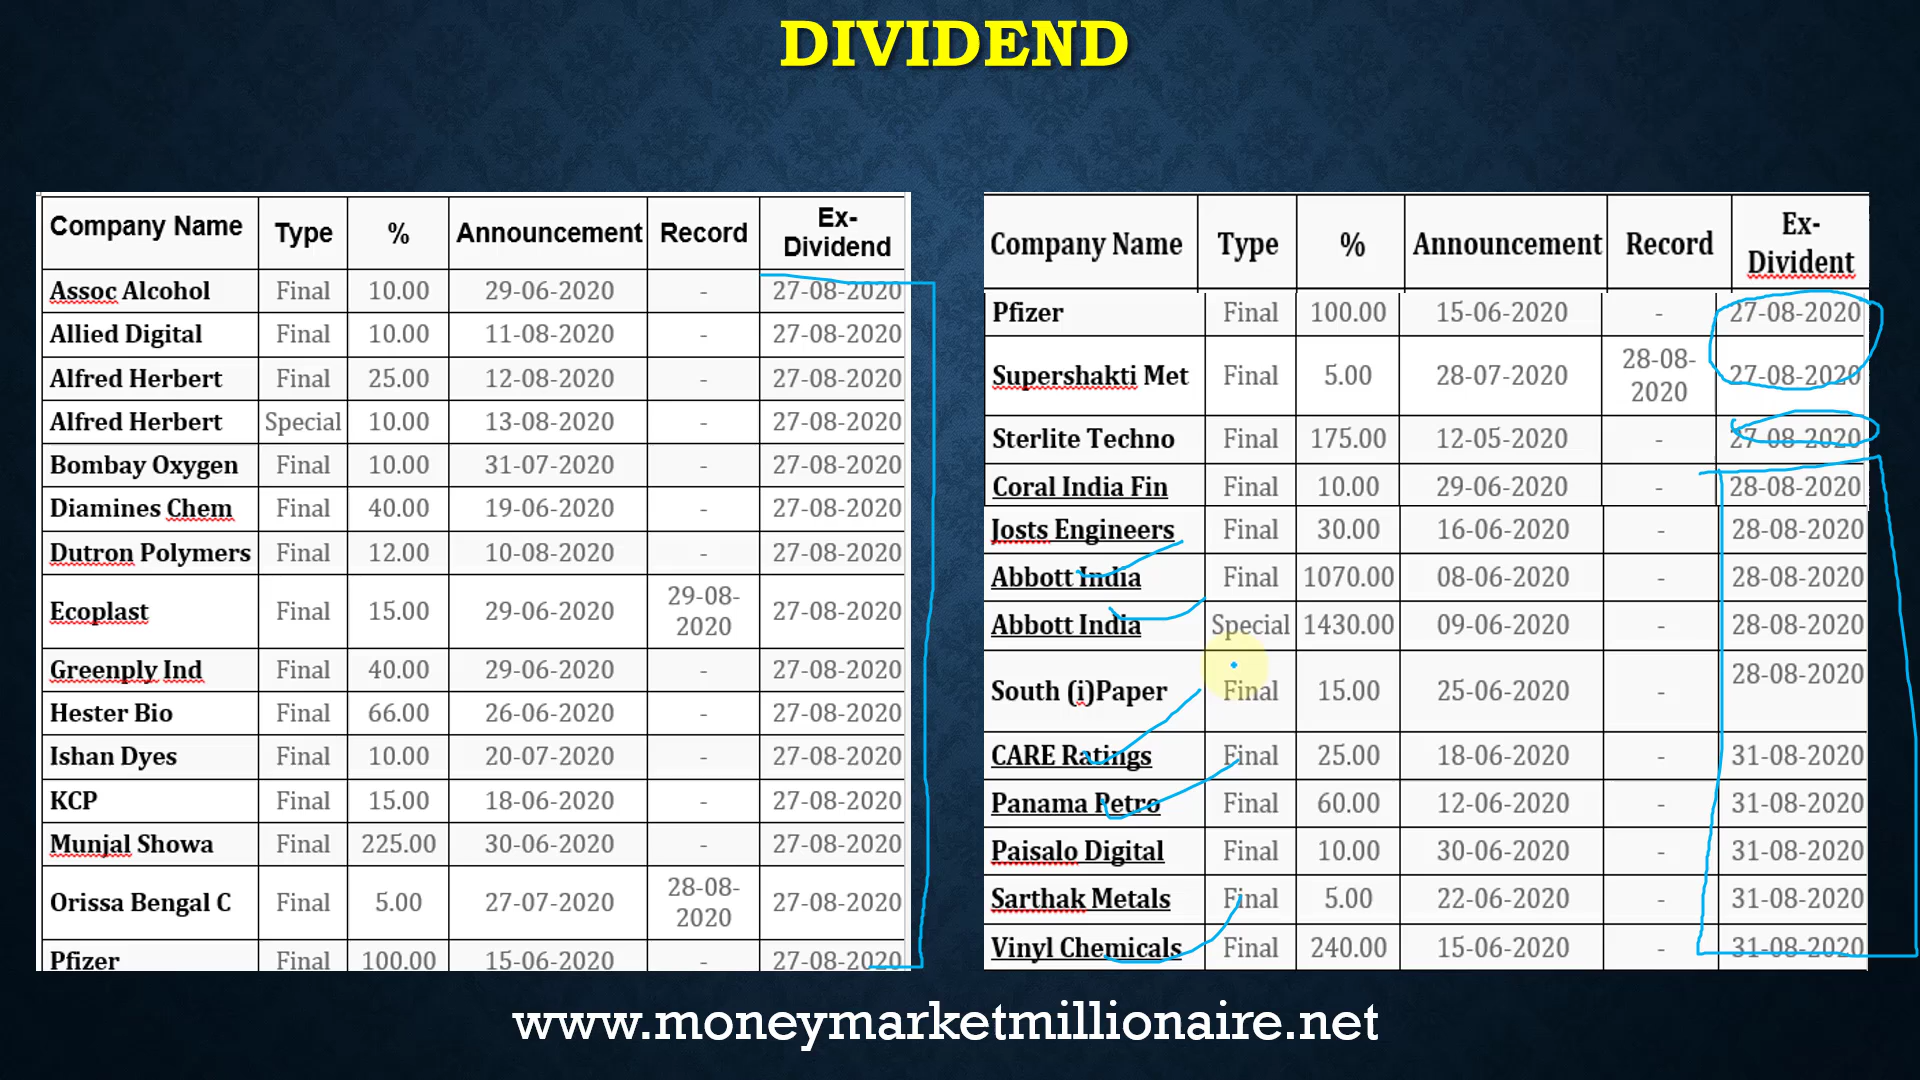 DIVIDEND
Company Name Type % Announcement Record Ex-Dividend
Assoc Alcohol Final 10.00 29-06-2020 - 27-08-2020
Allied Digital Final 10.00 11-08-2020 - 27-08-2020
Alfred Herbert Final 25.00 12-08-2020 - 27-08-2020
Alfred Herbert Special 10.00 13-08-2020 - 27-08-2020
Bombay Oxygen Final 10.00 31-07-2020 - 27-08-2020
Diamines Chem Final 40.00 19-06-2020 - 27-08-2020
Dutron Polymers Final 12.00 10-08-2020 - 27-08-2020
Ecoplast Final 15.00 29-06-2020 29-08-2020 27-08-2020
Greenply Ind Final 40.00 29-06-2020 - 27-08-2020
Hester Bio Final 66.00 26-06-2020 - 27-08-2020
Ishan Dyes Final 10.00 20-07-2020 - 27-08-2020
KCP Final 15.00 18-06-2020 - 27-08-2020
Munjal Showa Final 225.00 30-06-2020 - 27-08-2020
Orissa Bengal C Final 5.00 27-07-2020 28-08-2020 27-08-2020
Pfizer Final 100.00 15-06-2020 - 27-08-2020
Company Name Type % Announcement Record Ex-Divident
Pfizer Final 100.00 15-06-2020 - 27-08-2020
Supershakti Met Final 5.00 28-07-2020 28-08-2020 27-08-2020
Sterlite Techno Final 175.00 12-05-2020 - 27-08-2020
Coral India Fin Final 10.00 29-06-2020 - 28-08-2020
Josts Engineers Final 30.00 16-06-2020 - 28-08-2020
Abbott India Final 1070.00 08-06-2020 - 28-08-2020
Abbott India Special 1430.00 09-06-2020 - 28-08-2020
South (i)Paper Final 15.00 25-06-2020 - 28-08-2020
CARE Ratings Final 25.00 18-06-2020 - 31-08-2020
Panama Petro Final 60.00 12-06-2020 - 31-08-2020
Paisalo Digital Final 10.00 30-06-2020 - 31-08-2020
Sarthak Metals Final 5.00 22-06-2020 - 31-08-2020
Vinyl Chemicals Final 240.00 15-06-2020 - 31-08-2020
www.moneymarketmillionaire.net